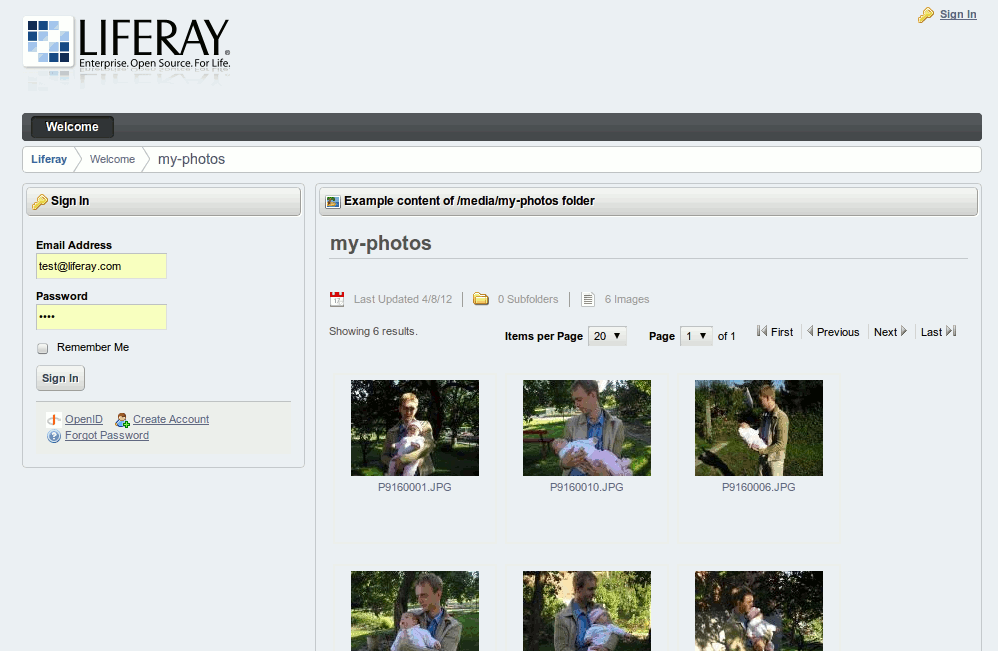 Sign In
LIFERAY®
Enterprise. Open Source. For Life.
Welcome
Liferay Welcome my-photos
Sign In
Email Address
test@liferay.com
Password
••••
Remember Me
Sign In
OpenID Create Account
Forgot Password
Example content of /media/my-photos folder
my-photos
Last Updated 4/8/12 0 Subfolders 6 Images
Showing 6 results.
Items per Page 20 ▼ Page 1 ▼ of 1 First Previous Next Last
P9160001.JPG P9160010.JPG P9160006.JPG